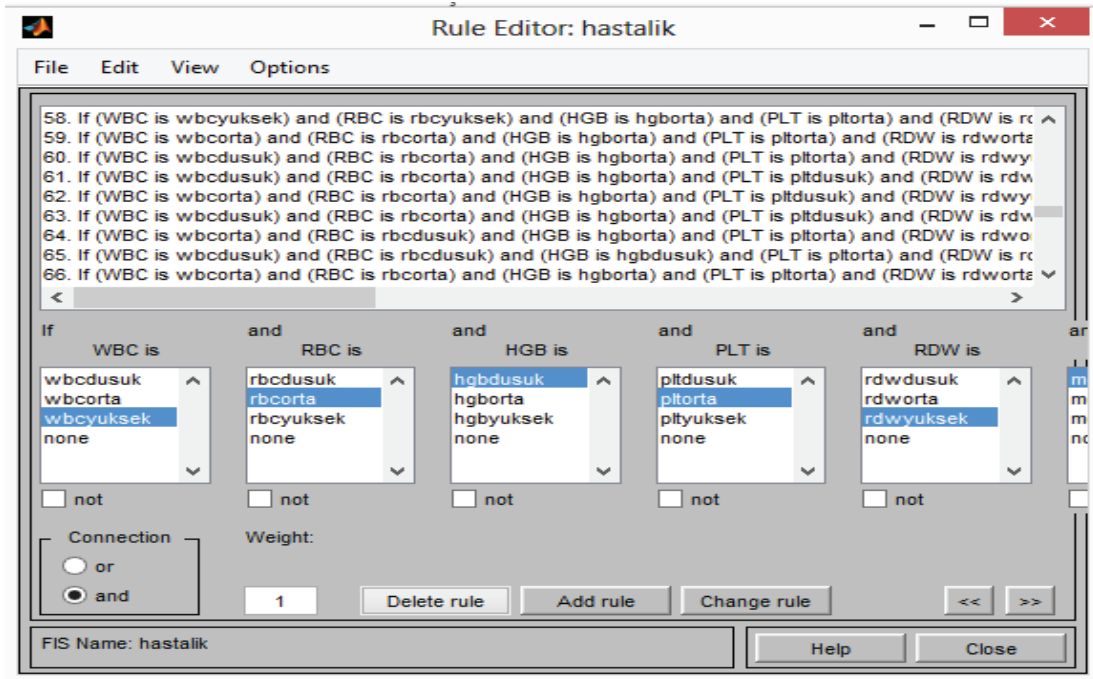 Rule Editor: hastalik
File Edit View Options
58. If (WBC is wbcyuksek) and (RBC is rbcyuksek) and (HGB is hgborta) and (PLT is pltorta) and (RDW is
59. If (WBC is wbcorta) and (RBC is rbcorta) and (HGB is hgborta) and (PLT is pltorta) and (RDW is rdworta
60. If (WBC is wbcdusuk) and (RBC is rbcorta) and (HGB is hgborta) and (PLT is pltorta) and (RDW is rdwy
61. If (WBC is wbcdusuk) and (RBC is rbcorta) and (HGB is hgborta) and (PLT is pltdusuk) and (RDW is rdw
62. If (WBC is wbcorta) and (RBC is rbcorta) and (HGB is hgborta) and (PLT is pltdusuk) and (RDW is rdwy
63. If (WBC is wbcdusuk) and (RBC is rbcorta) and (HGB is hgborta) and (PLT is pltdusuk) and (RDW is rdw
64. If (WBC is wbcorta) and (RBC is rbcdusuk) and (HGB is hgborta) and (PLT is pltorta) and (RDW is rdwo
65. If (WBC is wbcdusuk) and (RBC is rbcdusuk) and (HGB is hgbdusuk) and (PLT is pltorta) and (RDW is
66. If (WBC is wbcorta) and (RBC is rbcorta) and (HGB is hgborta) and (PLT is pltorta) and (RDW is rdworta
If and and and and
WBC is RBC is HGB is PLT is RDW is
wbcdusuk rbcdusuk hgbdusuk pltdusuk rdwdusuk
wbcorta rbcorta hgborta pltorta rdworta
wbcyuksek rbcyuksek hgbyuksek pltyuksek rdwyuksek
none none none none none
not not not not not
Connection Weight:
or
and 1 Delete rule Add rule Change rule << >>
FIS Name: hastalik Help Close